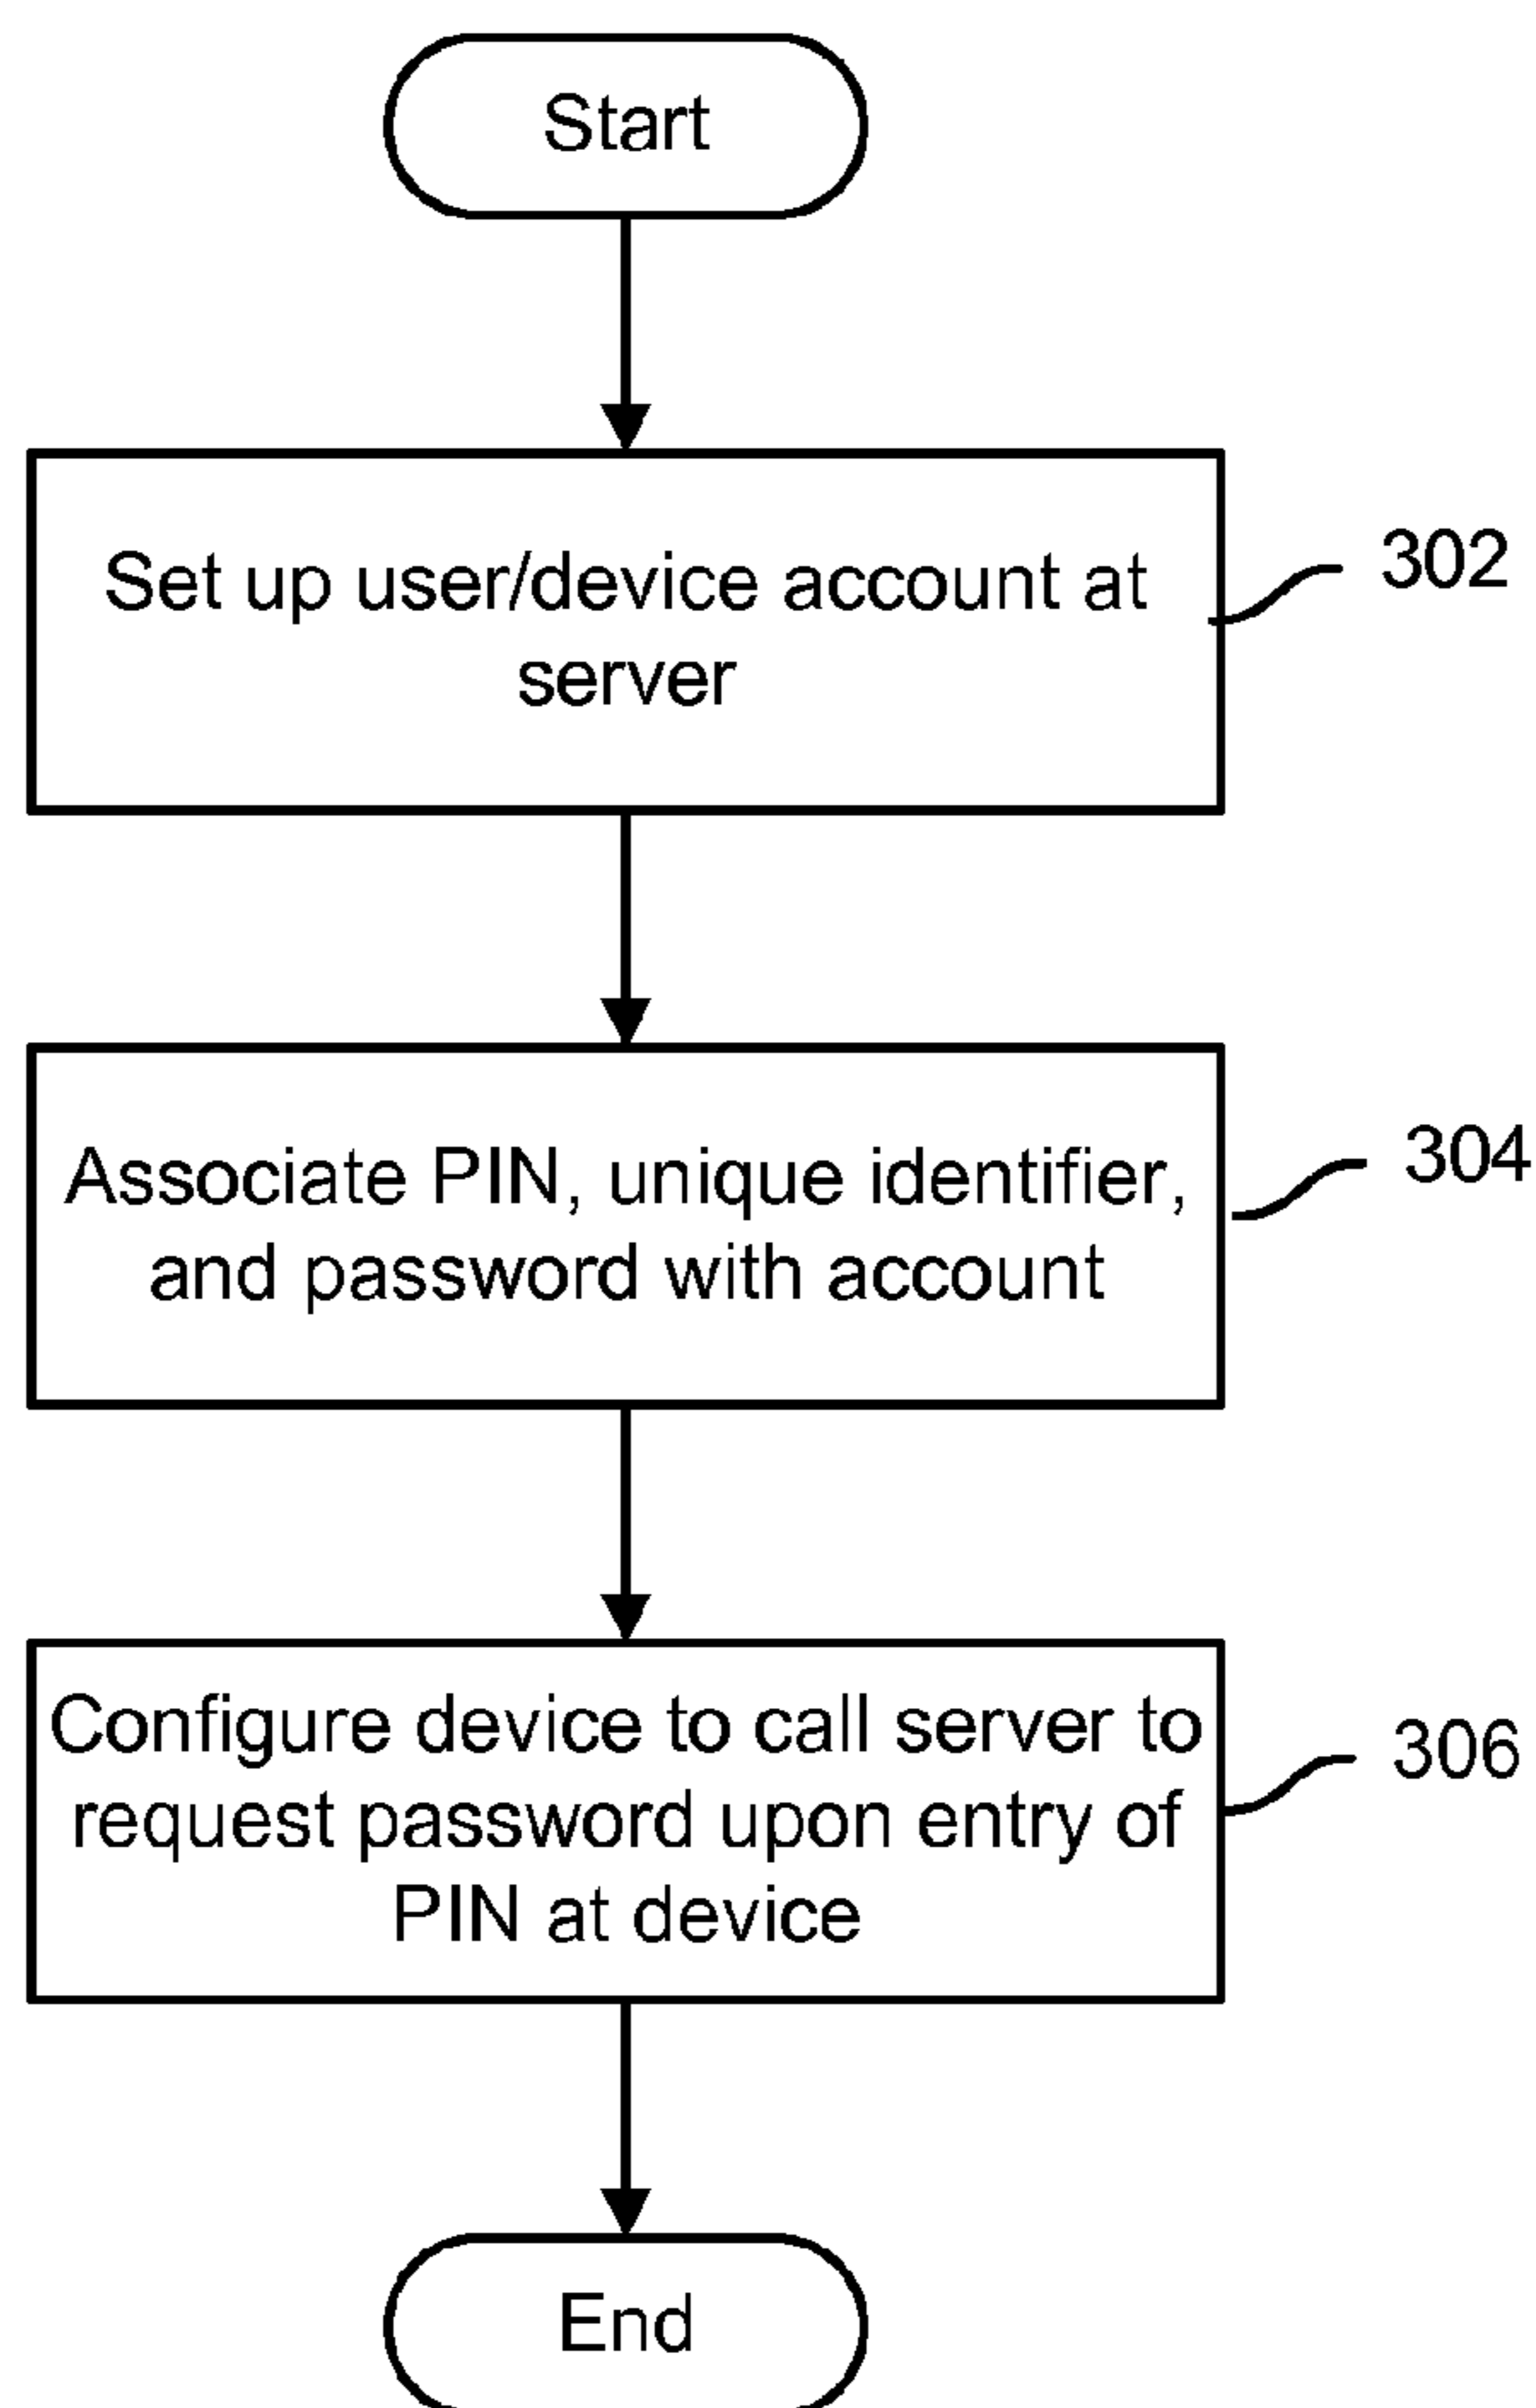 Start
Set up user/device account at
server
302
Associate PIN, unique identifier,
and password with account
304
Configure device to call server to
request password upon entry of
PIN at device
306
End